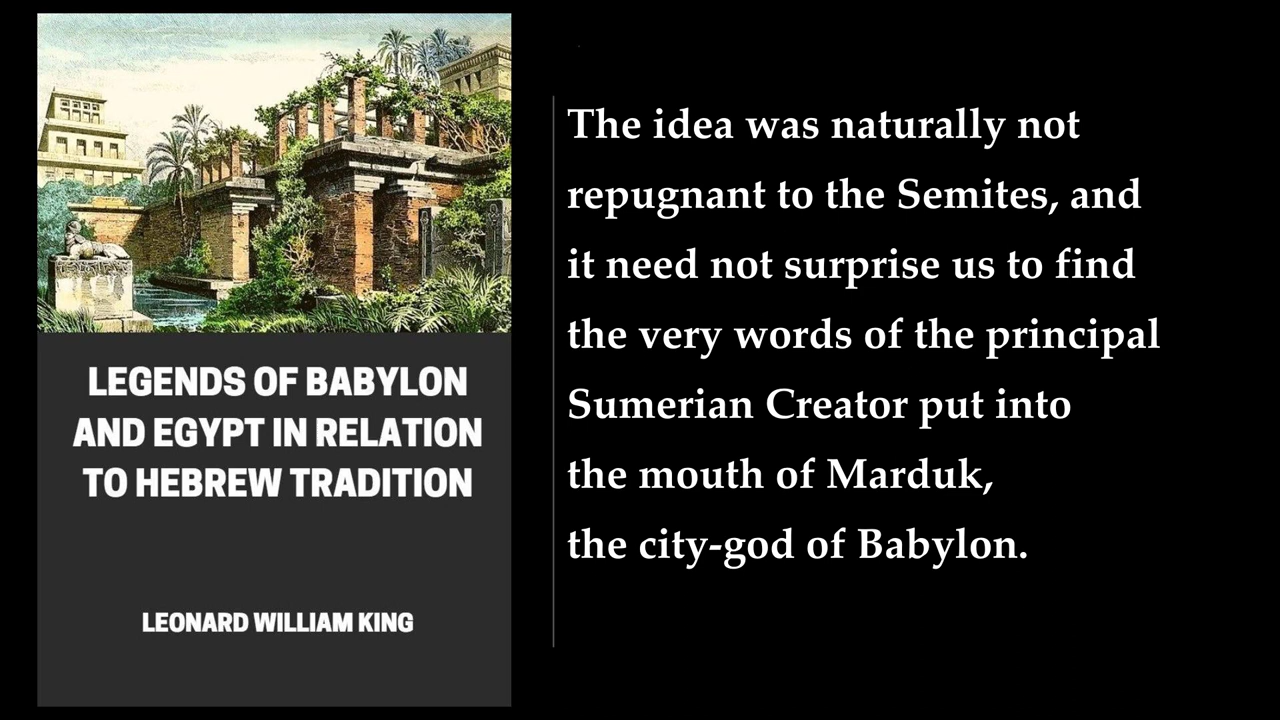 LEGENDS OF BABYLON
AND EGYPT IN RELATION
TO HEBREW TRADITION
LEONARD WILLIAM KING
The idea was naturally not
repugnant to the Semites, and
it need not surprise us to find
the very words of the principal
Sumerian Creator put into
the mouth of Marduk,
the city-god of Babylon.